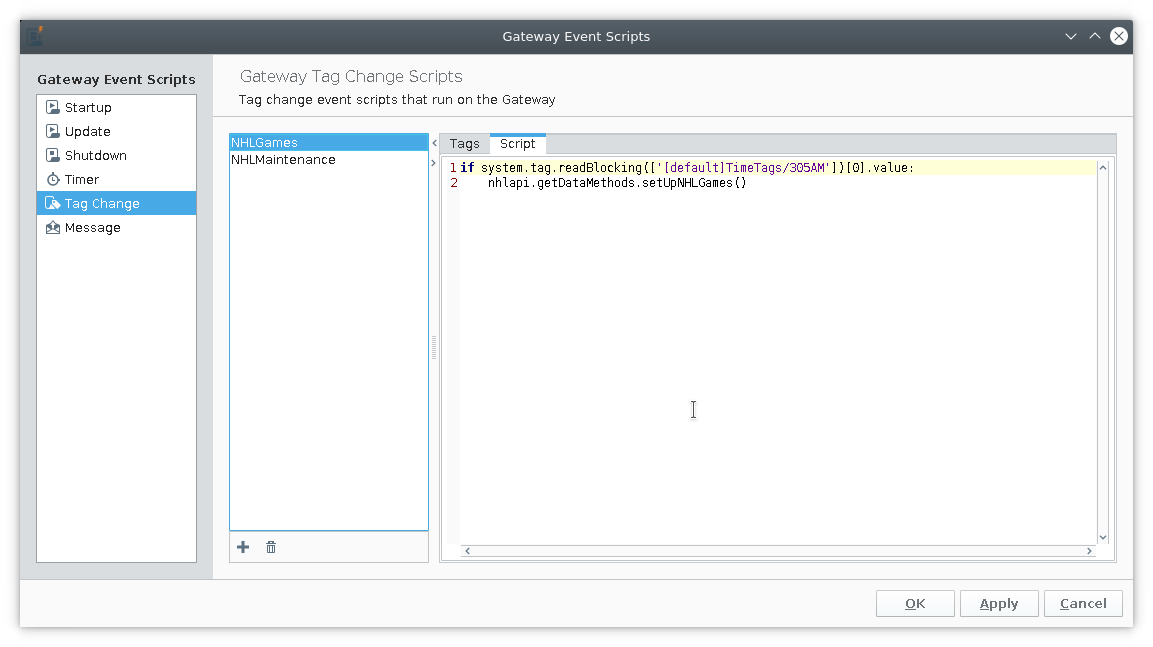 Gateway Event Scripts
Gateway Event Scripts
Startup
Update
Shutdown
Timer
Tag Change
Message
Gateway Tag Change Scripts
Tag change event scripts that run on the Gateway
NHLGames
NHLMaintenance
Tags Script
1 if system.tag.readBlocking(['[default]TimeTags/305AM'])[0].value:
2     nhlapi.getDataMethods.setUpNHLGames()
OK Apply Cancel